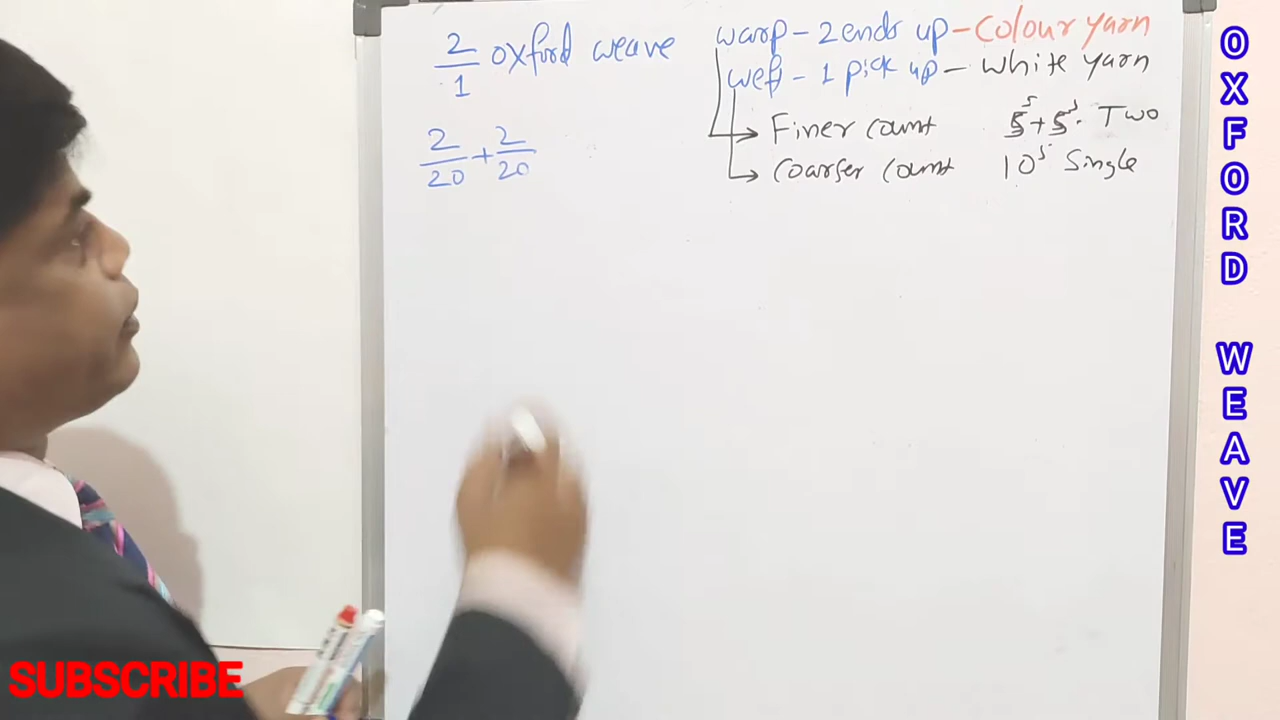 2/1 oxford weave
warp - 2 ends up - Colour yarn
weft - 1 pick up - White yarn
Finer count 5ˢ+5ˢ. Two
Coarser count 10ˢ Single
2/20 + 2/20
OXFORD WEAVE
SUBSCRIBE